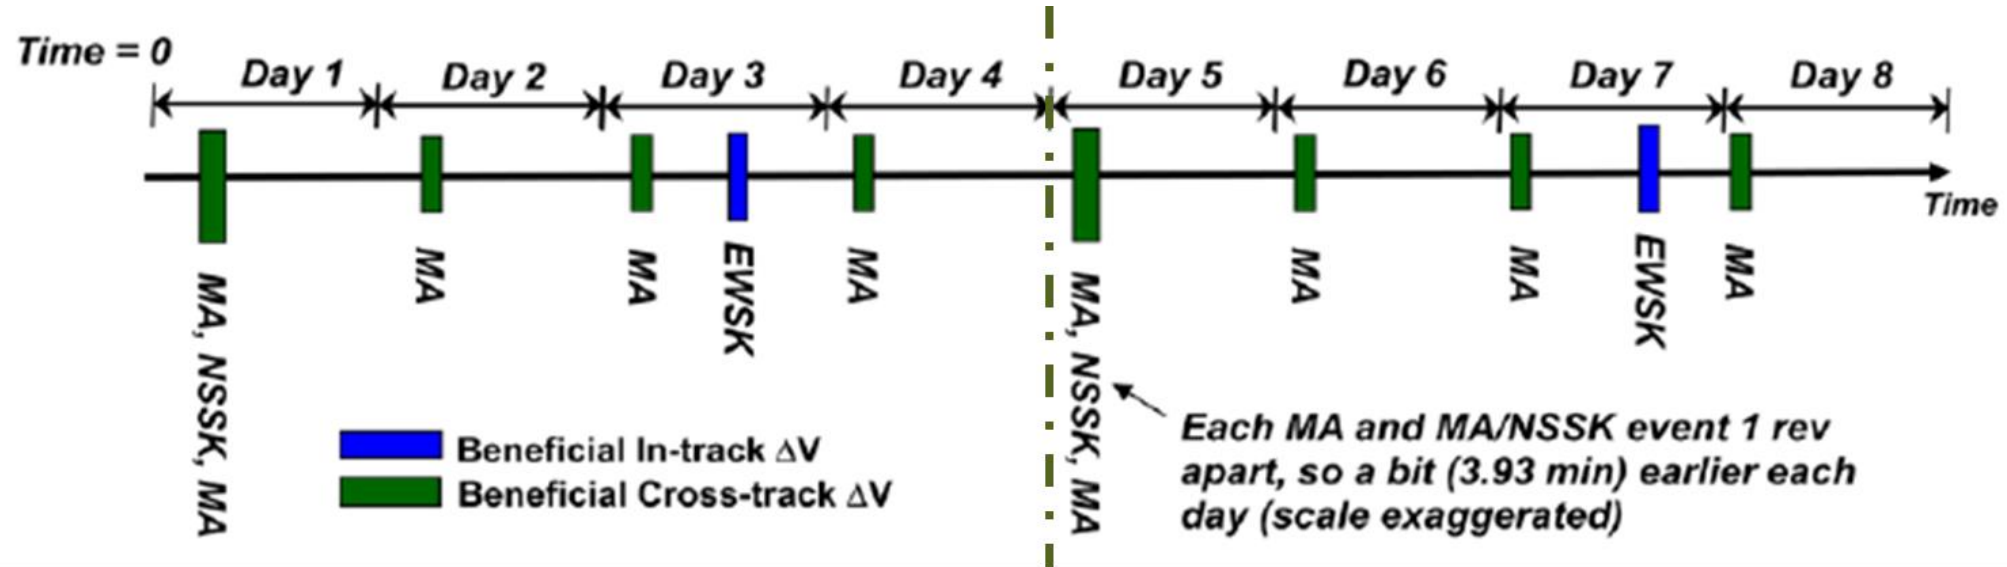 Time = 0
Day 1
Day 2
Day 3
Day 4
Day 5
Day 6
Day 7
Day 8
Time
MA, NSSK, MA
MA
MA
EWSK
MA
MA, NSSK, MA
MA
MA
EWSK
MA
Beneficial In-track ΔV
Beneficial Cross-track ΔV
Each MA and MA/NSSK event 1 rev
apart, so a bit (3.93 min) earlier each
day (scale exaggerated)